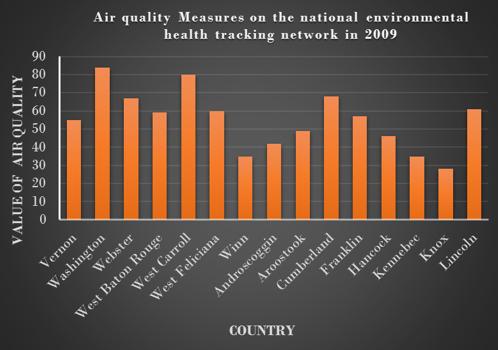 Air quality Measures on the national environmental
health tracking network in 2009
VALUE OF AIR QUALITY
90
80
70
60
50
40
30
20
10
0
Vernon
Washington
Webster
West Baton Rouge
West Carroll
West Feliciana
Winn
Androscoggin
Aroostook
Cumberland
Franklin
Hancock
Kennebec
Knox
Lincoln
COUNTRY